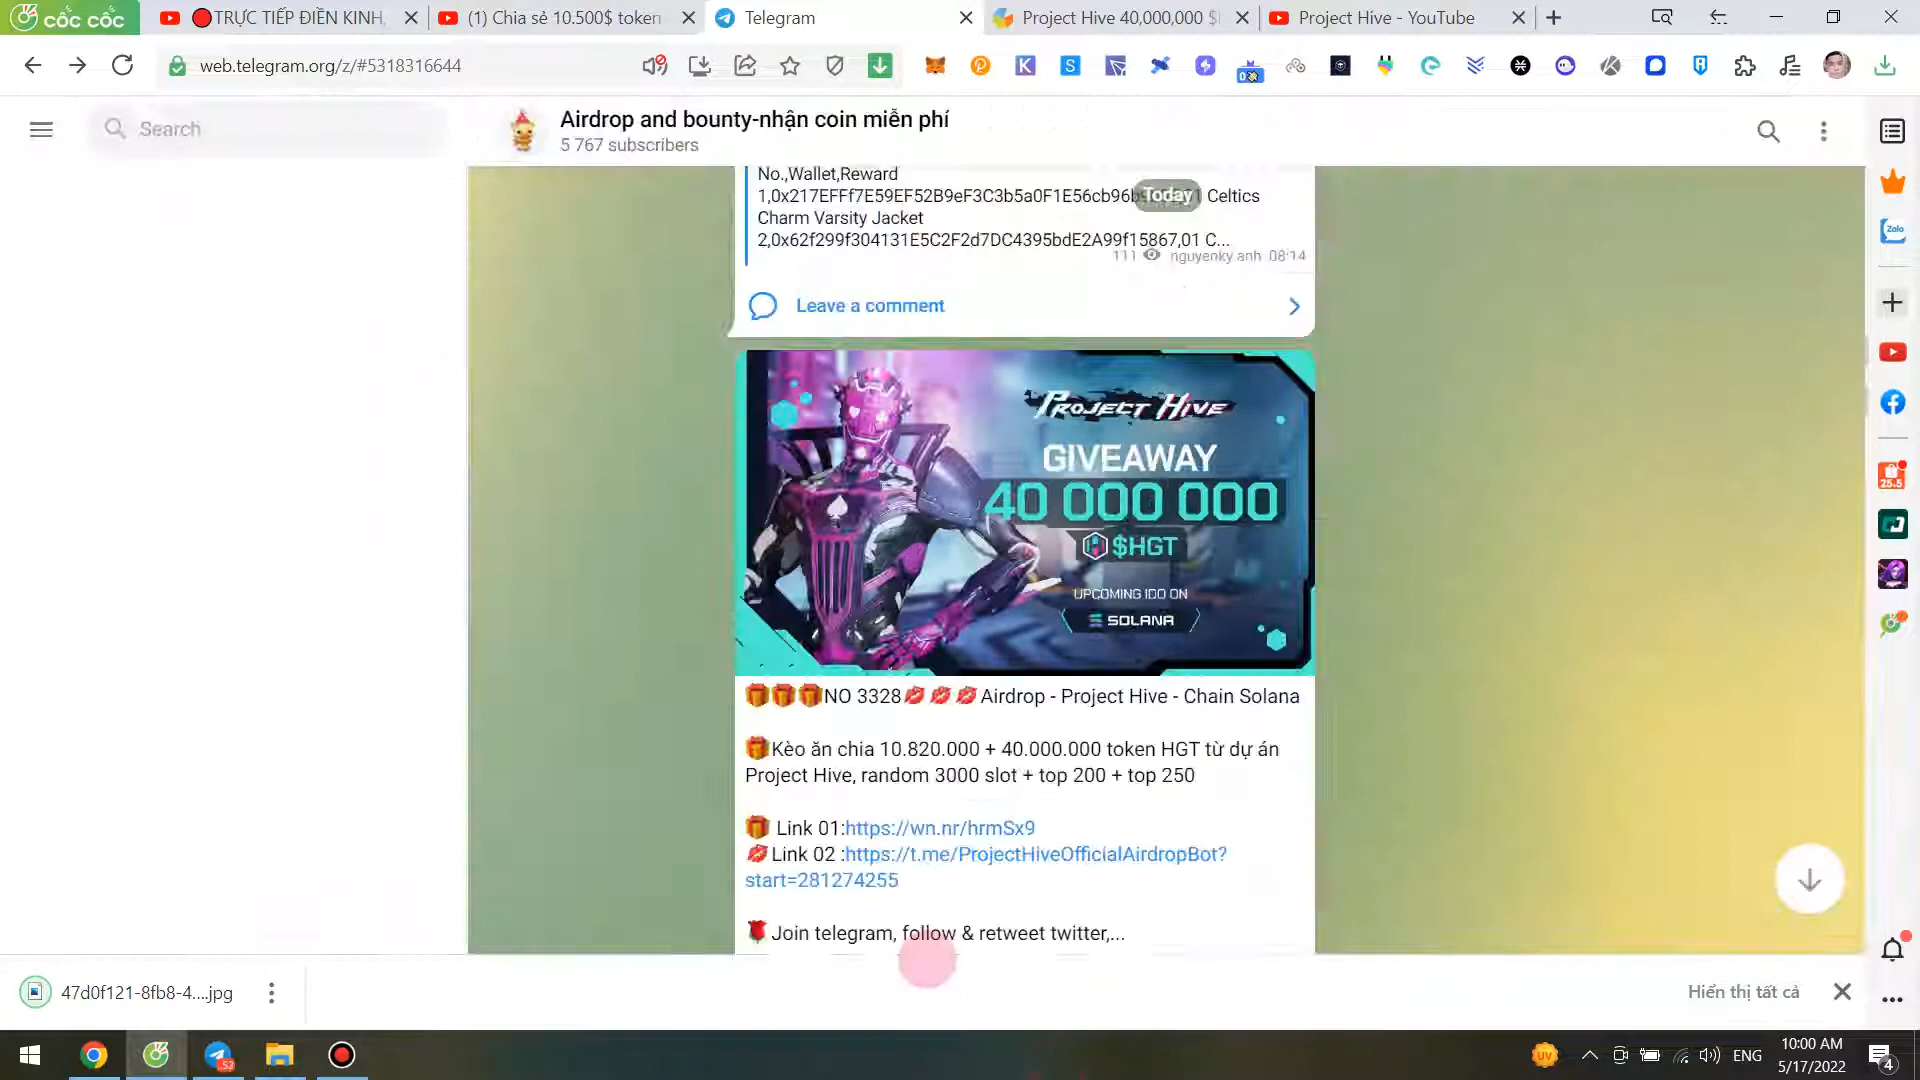 cốc cốc
TRỰC TIẾP ĐIỀN KINH,
(1) Chia sẻ 10.500$ token
Telegram
Project Hive 40,000,000 $
Project Hive - YouTube
web.telegram.org/z/#5318316644
Search
Airdrop and bounty-nhận coin miễn phí
5 767 subscribers
No.,Wallet,Reward
Today
Celtics
Charm Varsity Jacket
2,0x62f299f304131E5C2F2d7DC4395bdE2A99f15867,01 C...
111 nguyenky anh 08:14
Leave a comment
PROJECT HIVE
GIVEAWAY
40 000 000
$HGT
UPCOMING IDO ON
SOLANA
NO 3328 Airdrop - Project Hive - Chain Solana
Kèo ăn chia 10.820.000 + 40.000.000 token HGT từ dự án
Project Hive, random 3000 slot + top 200 + top 250
Link 01:https://wn.nr/hrmSx9
Link 02 :https://t.me/ProjectHiveOfficialAirdropBot?
start=281274255
Join telegram, follow & retweet twitter,...
Zalo
25.5
47d0f121-8fb8-4....jpg
Hiển thị tất cả
52
UV
ENG
10:00 AM
5/17/2022
4